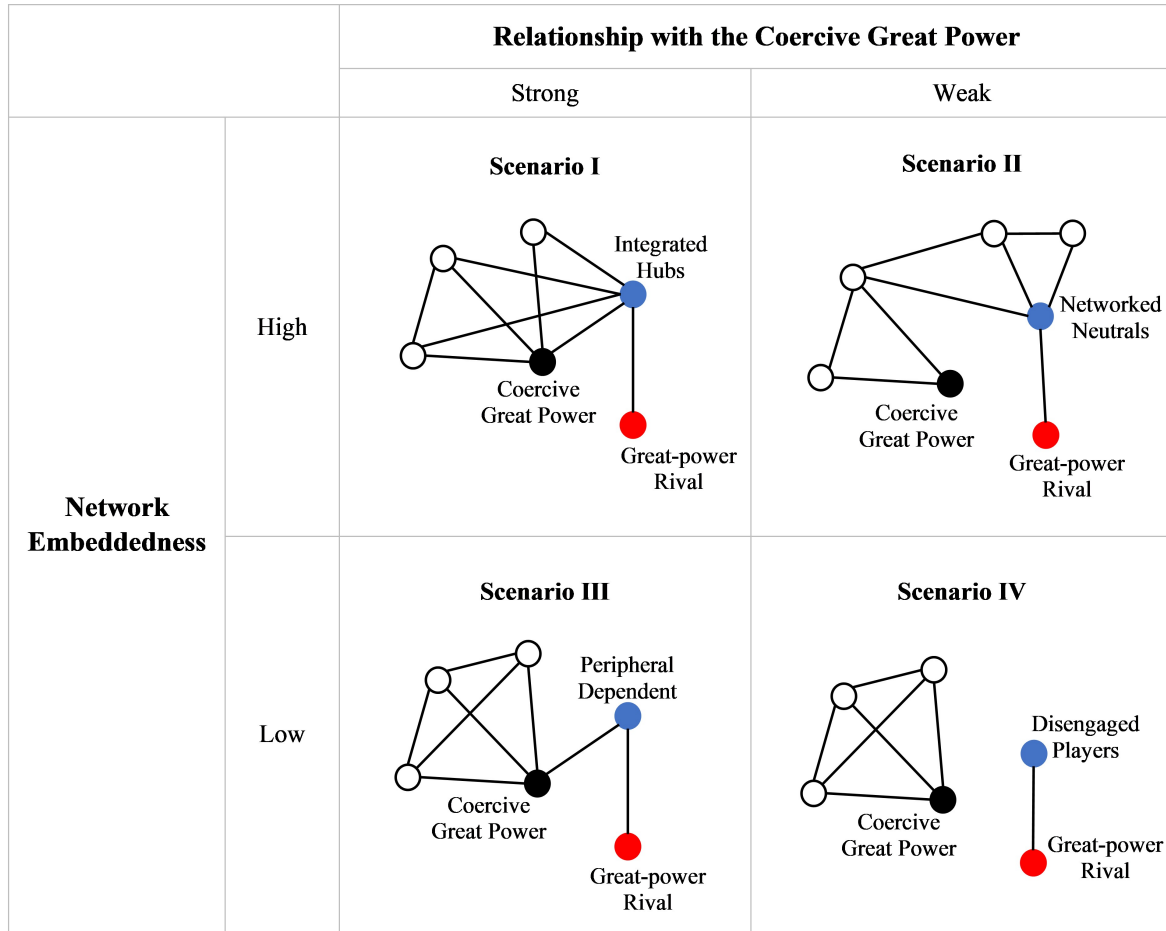 Relationship with the Coercive Great Power
Strong
Weak
Network
Embeddedness
High
Scenario I
Integrated
Hubs
Coercive
Great Power
Great-power
Rival
Scenario II
Networked
Neutrals
Coercive
Great Power
Great-power
Rival
Low
Scenario III
Peripheral
Dependent
Coercive
Great Power
Great-power
Rival
Scenario IV
Disengaged
Players
Coercive
Great Power
Great-power
Rival